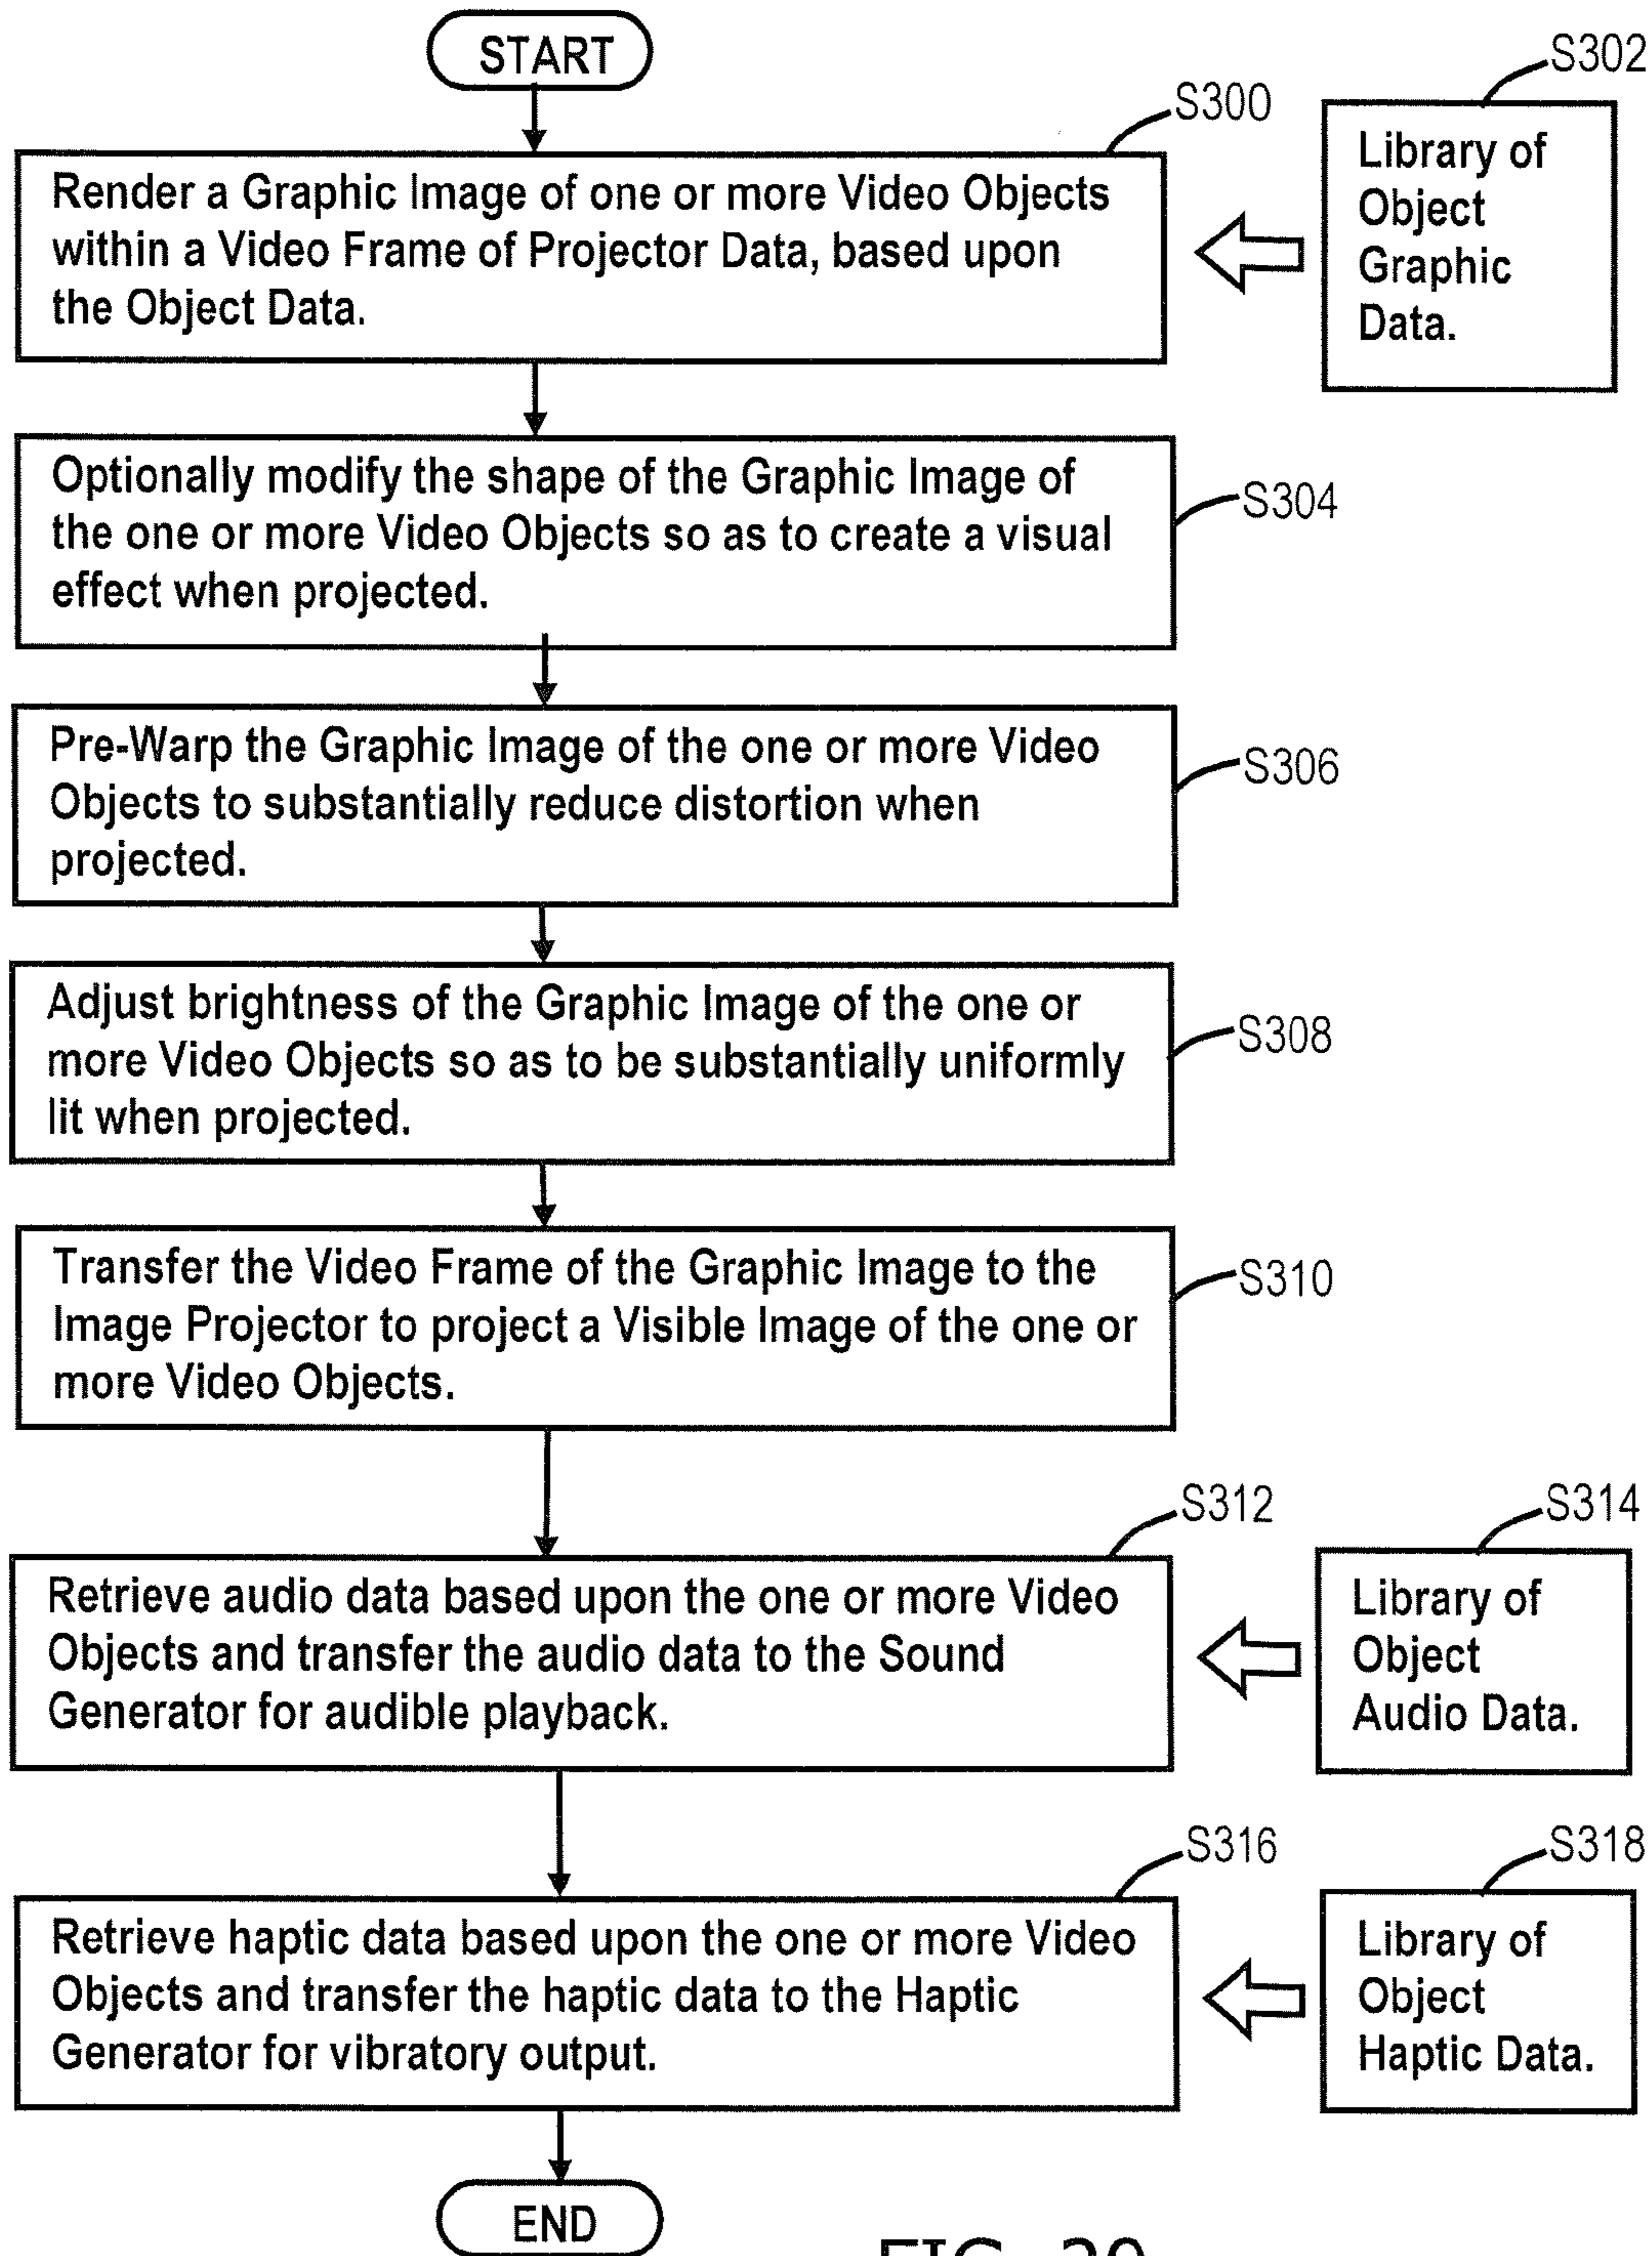 START
S300
S302
Render a Graphic Image of one or more Video Objects
within a Video Frame of Projector Data, based upon
the Object Data.
Library of
Object
Graphic
Data.
Optionally modify the shape of the Graphic Image of
the one or more Video Objects so as to create a visual
effect when projected.
S304
Pre-Warp the Graphic Image of the one or more Video
Objects to substantially reduce distortion when
projected.
S306
Adjust brightness of the Graphic Image of the one or
more Video Objects so as to be substantially uniformly
lit when projected.
S308
Transfer the Video Frame of the Graphic Image to the
Image Projector to project a Visible Image of the one or
more Video Objects.
S310
S312
S314
Retrieve audio data based upon the one or more Video
Objects and transfer the audio data to the Sound
Generator for audible playback.
Library of
Object
Audio Data.
S316
S318
Retrieve haptic data based upon the one or more Video
Objects and transfer the haptic data to the Haptic
Generator for vibratory output.
Library of
Object
Haptic Data.
END